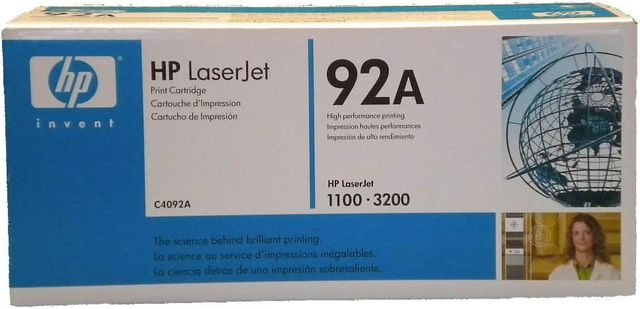 92A
hp
invent
HP LaserJet
Print Cartridge
Cartouche d'Impression
Cartucho de Impresión
C4092A
92A
High performance printing
Impression hautes performances
Impresión de alto rendimiento
HP LaserJet
1100 · 3200
The science behind brilliant printing.
La science au service d'impressions inégalables.
La ciencia detrás de una impresión sobresaliente.